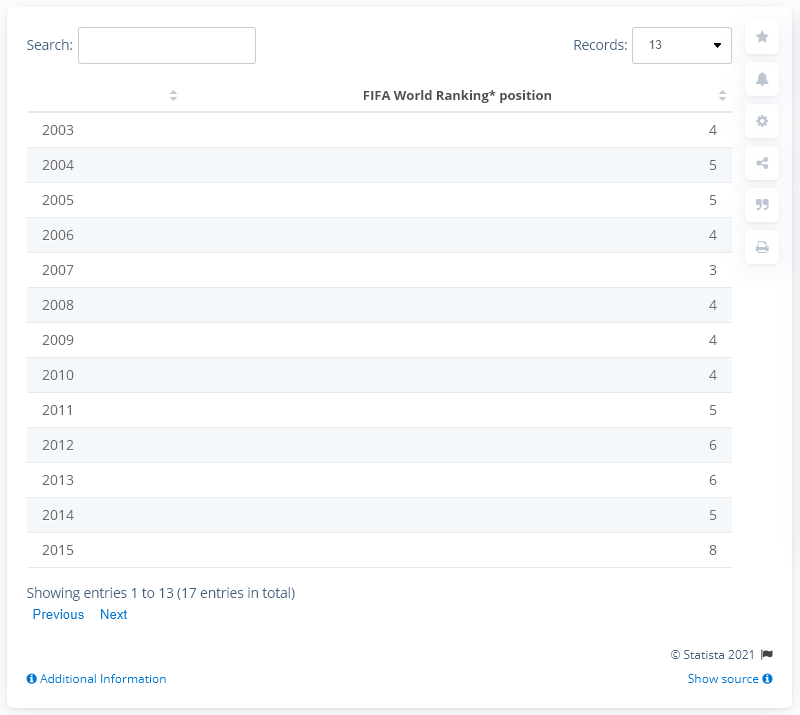 Search: Records: 13
FIFA World Ranking* position
2003 4
2004 5
2005 5
2006 4
2007 3
2008 4
2009 4
2010 4
2011 5
2012 6
2013 6
2014 5
2015 8
Showing entries 1 to 13 (17 entries in total)
Previous Next
© Statista 2021
Additional Information Show source